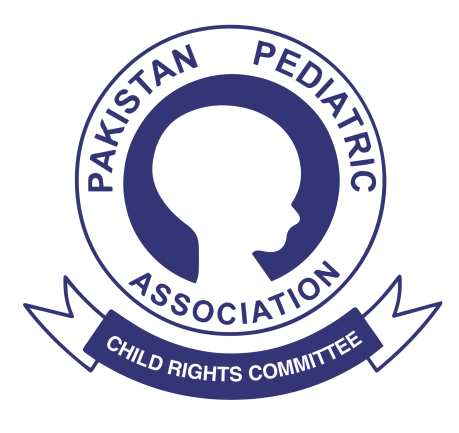 PAKISTAN PEDIATRIC
ASSOCIATION
CHILD RIGHTS COMMITTEE